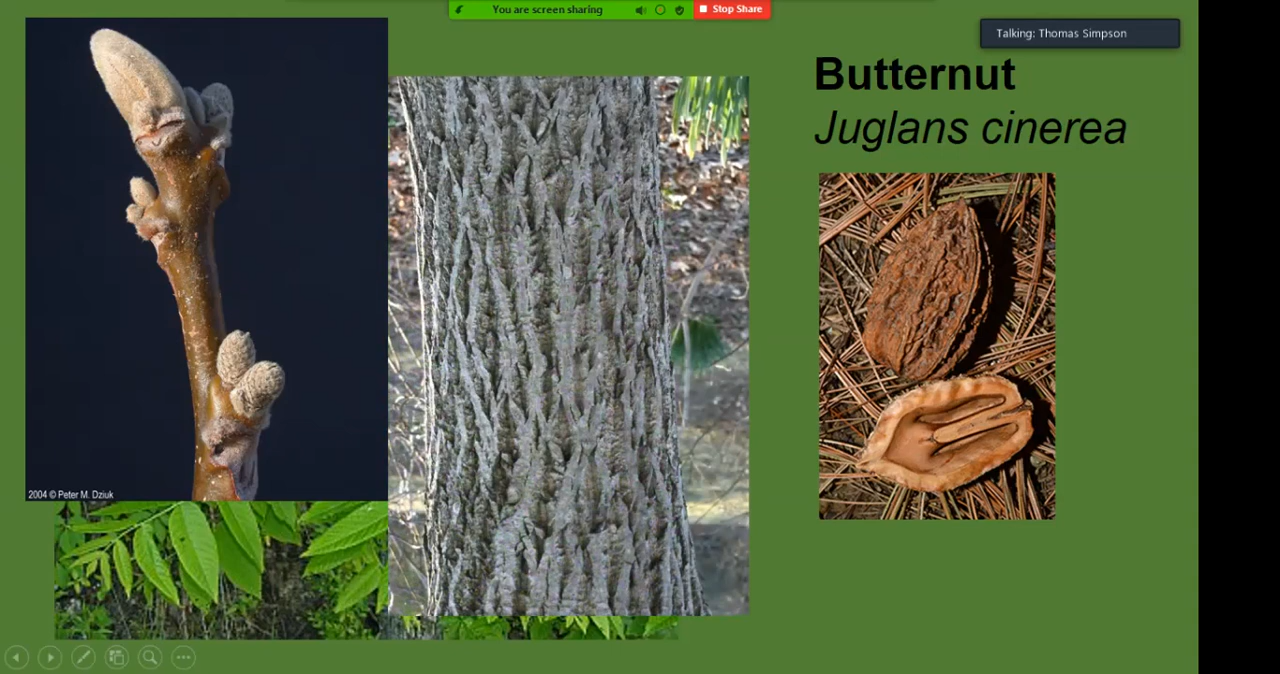 You are screen sharing
Stop Share
Talking: Thomas Simpson
Butternut
Juglans cinerea
2004 © Peter M. Dziuk